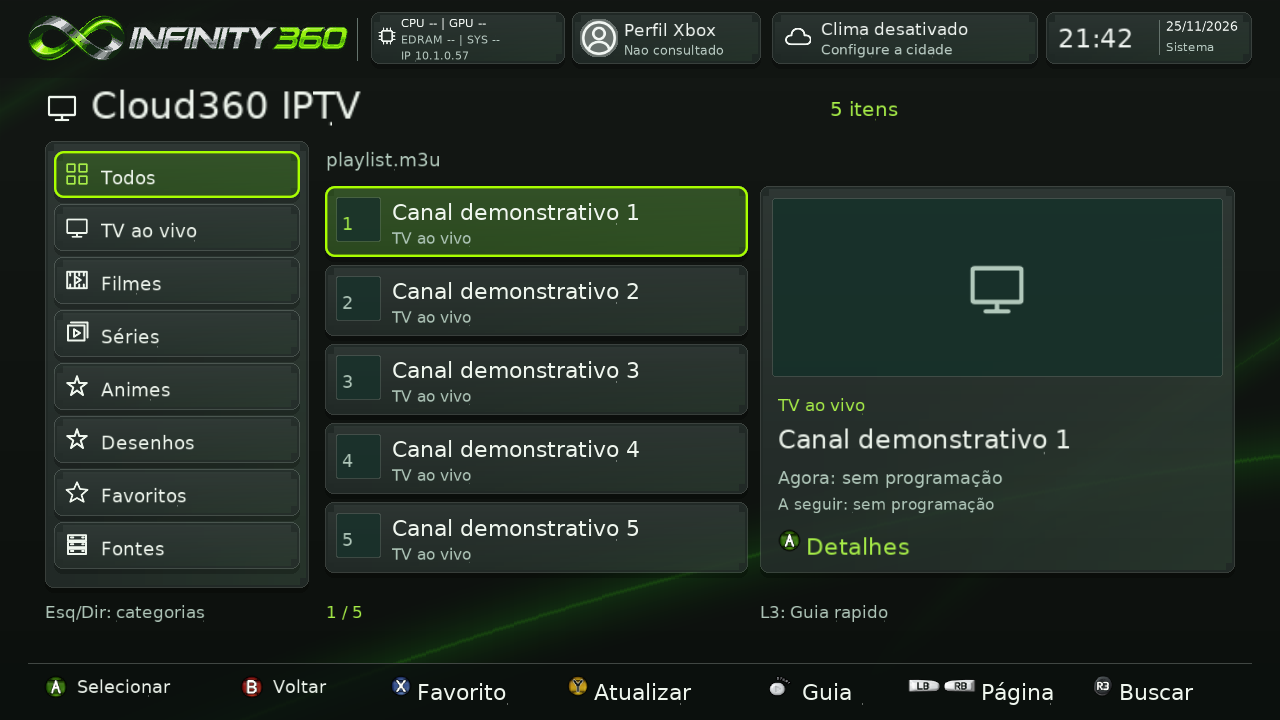 INFINITY 360
CPU -- | GPU --
EDRAM -- | SYS --
IP 10.1.0.57
Perfil Xbox
Nao consultado
Clima desativado
Configure a cidade
21:42
25/11/2026
Sistema
Cloud360 IPTV
5 itens
Todos
TV ao vivo
Filmes
Séries
Animes
Desenhos
Favoritos
Fontes
playlist.m3u
1
Canal demonstrativo 1
TV ao vivo
2
Canal demonstrativo 2
TV ao vivo
3
Canal demonstrativo 3
TV ao vivo
4
Canal demonstrativo 4
TV ao vivo
5
Canal demonstrativo 5
TV ao vivo
TV ao vivo
Canal demonstrativo 1
Agora: sem programação
A seguir: sem programação
A Detalhes
Esq/Dir: categorias
1 / 5
L3: Guia rapido
A Selecionar
B Voltar
X Favorito
Y Atualizar
Guia
LB RB Página
R3 Buscar